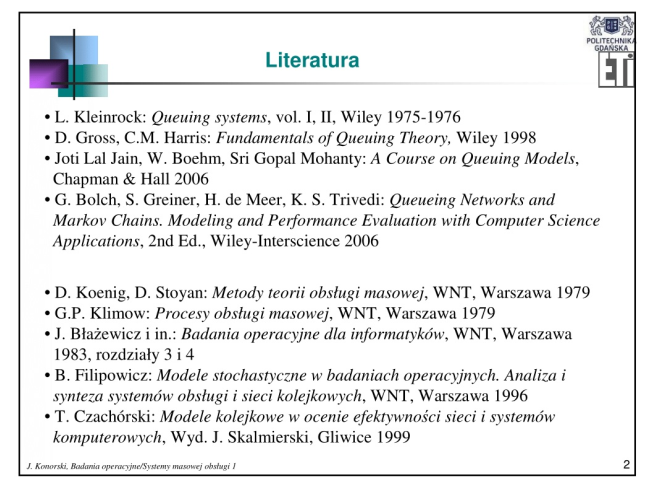 POLITECHNIKA
GDAŃSKA
Literatura
• L. Kleinrock: Queuing systems, vol. I, II, Wiley 1975-1976
• D. Gross, C.M. Harris: Fundamentals of Queuing Theory, Wiley 1998
• Joti Lal Jain, W. Boehm, Sri Gopal Mohanty: A Course on Queuing Models,
Chapman & Hall 2006
• G. Bolch, S. Greiner, H. de Meer, K. S. Trivedi: Queueing Networks and
Markov Chains. Modeling and Performance Evaluation with Computer Science
Applications, 2nd Ed., Wiley-Interscience 2006
• D. Koenig, D. Stoyan: Metody teorii obsługi masowej, WNT, Warszawa 1979
• G.P. Klimow: Procesy obsługi masowej, WNT, Warszawa 1979
• J. Błażewicz i in.: Badania operacyjne dla informatyków, WNT, Warszawa
1983, rozdziały 3 i 4
• B. Filipowicz: Modele stochastyczne w badaniach operacyjnych. Analiza i
synteza systemów obsługi i sieci kolejkowych, WNT, Warszawa 1996
• T. Czachórski: Modele kolejkowe w ocenie efektywności sieci i systemów
komputerowych, Wyd. J. Skalmierski, Gliwice 1999
J. Konorski, Badania operacyjne/Systemy masowej obsługi 1
2